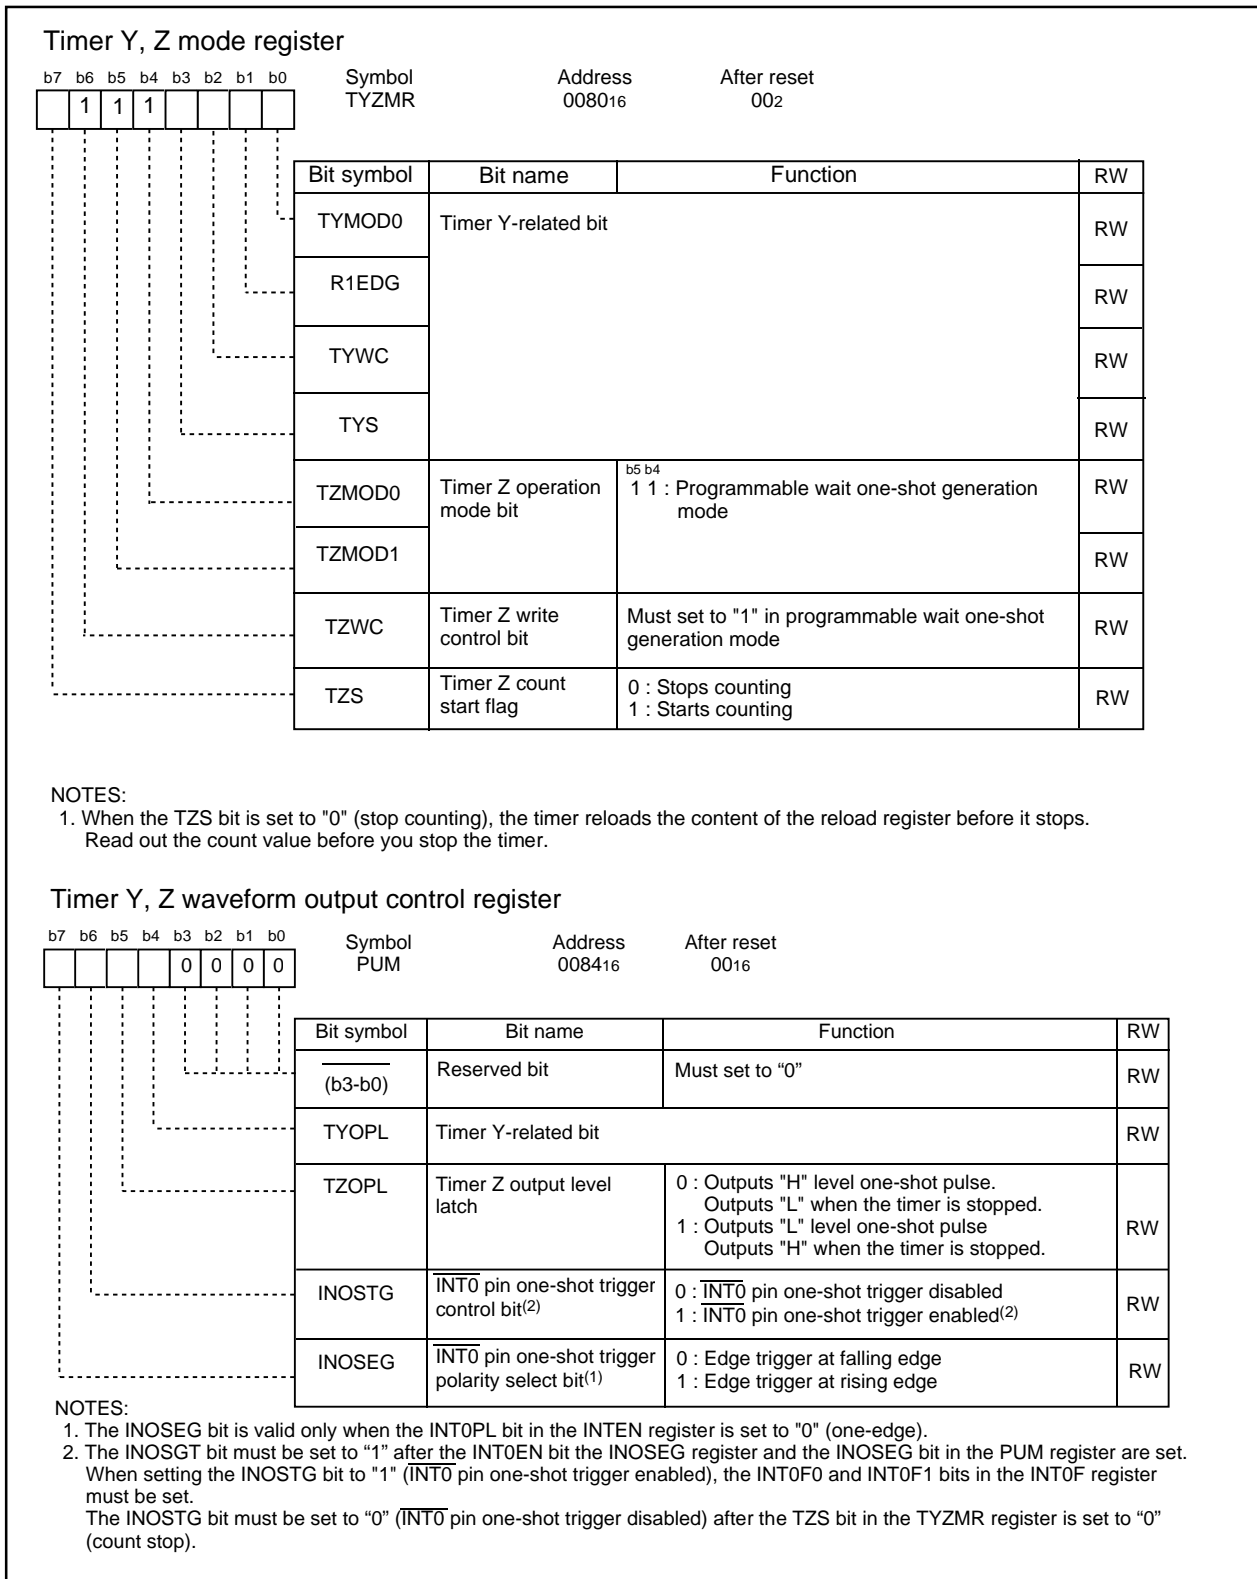 Timer Y, Z mode register
b7 b6 b5 b4 b3 b2 b1 b0
Symbol Address After reset
TYZMR 008016 002
1 1 1
Bit symbol Bit name Function RW
TYMOD0 Timer Y-related bit RW
R1EDG RW
TYWC RW
TYS RW
b5 b4
TZMOD0 Timer Z operation 1 1 : Programmable wait one-shot generation RW
mode bit mode
TZMOD1 RW
Timer Z write Must set to "1" in programmable wait one-shot
TZWC control bit generation mode RW
Timer Z count 0 : Stops counting
TZS start flag 1 : Starts counting RW
NOTES:
1. When the TZS bit is set to "0" (stop counting), the timer reloads the content of the reload register before it stops.
Read out the count value before you stop the timer.
Timer Y, Z waveform output control register
b7 b6 b5 b4 b3 b2 b1 b0
Symbol Address After reset
PUM 008416 0016
0 0 0 0
Bit symbol Bit name Function RW
(b3-b0) Reserved bit Must set to “0” RW
TYOPL Timer Y-related bit RW
TZOPL Timer Z output level 0 : Outputs "H" level one-shot pulse.
latch Outputs "L" when the timer is stopped.
1 : Outputs "L" level one-shot pulse RW
Outputs "H" when the timer is stopped.
INOSTG INT0 pin one-shot trigger 0 : INT0 pin one-shot trigger disabled
control bit(2) 1 : INT0 pin one-shot trigger enabled(2) RW
INOSEG INT0 pin one-shot trigger 0 : Edge trigger at falling edge
polarity select bit(1) 1 : Edge trigger at rising edge RW
NOTES:
1. The INOSEG bit is valid only when the INT0PL bit in the INTEN register is set to "0" (one-edge).
2. The INOSGT bit must be set to “1” after the INT0EN bit the INOSEG register and the INOSEG bit in the PUM register are set.
When setting the INOSTG bit to "1" (INT0 pin one-shot trigger enabled), the INT0F0 and INT0F1 bits in the INT0F register
must be set.
The INOSTG bit must be set to “0” (INT0 pin one-shot trigger disabled) after the TZS bit in the TYZMR register is set to “0”
(count stop).